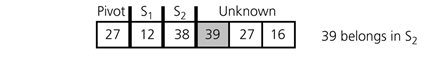 Pivot S₁ S₂ Unknown
27 12 38 39 27 16 39 belongs in S₂